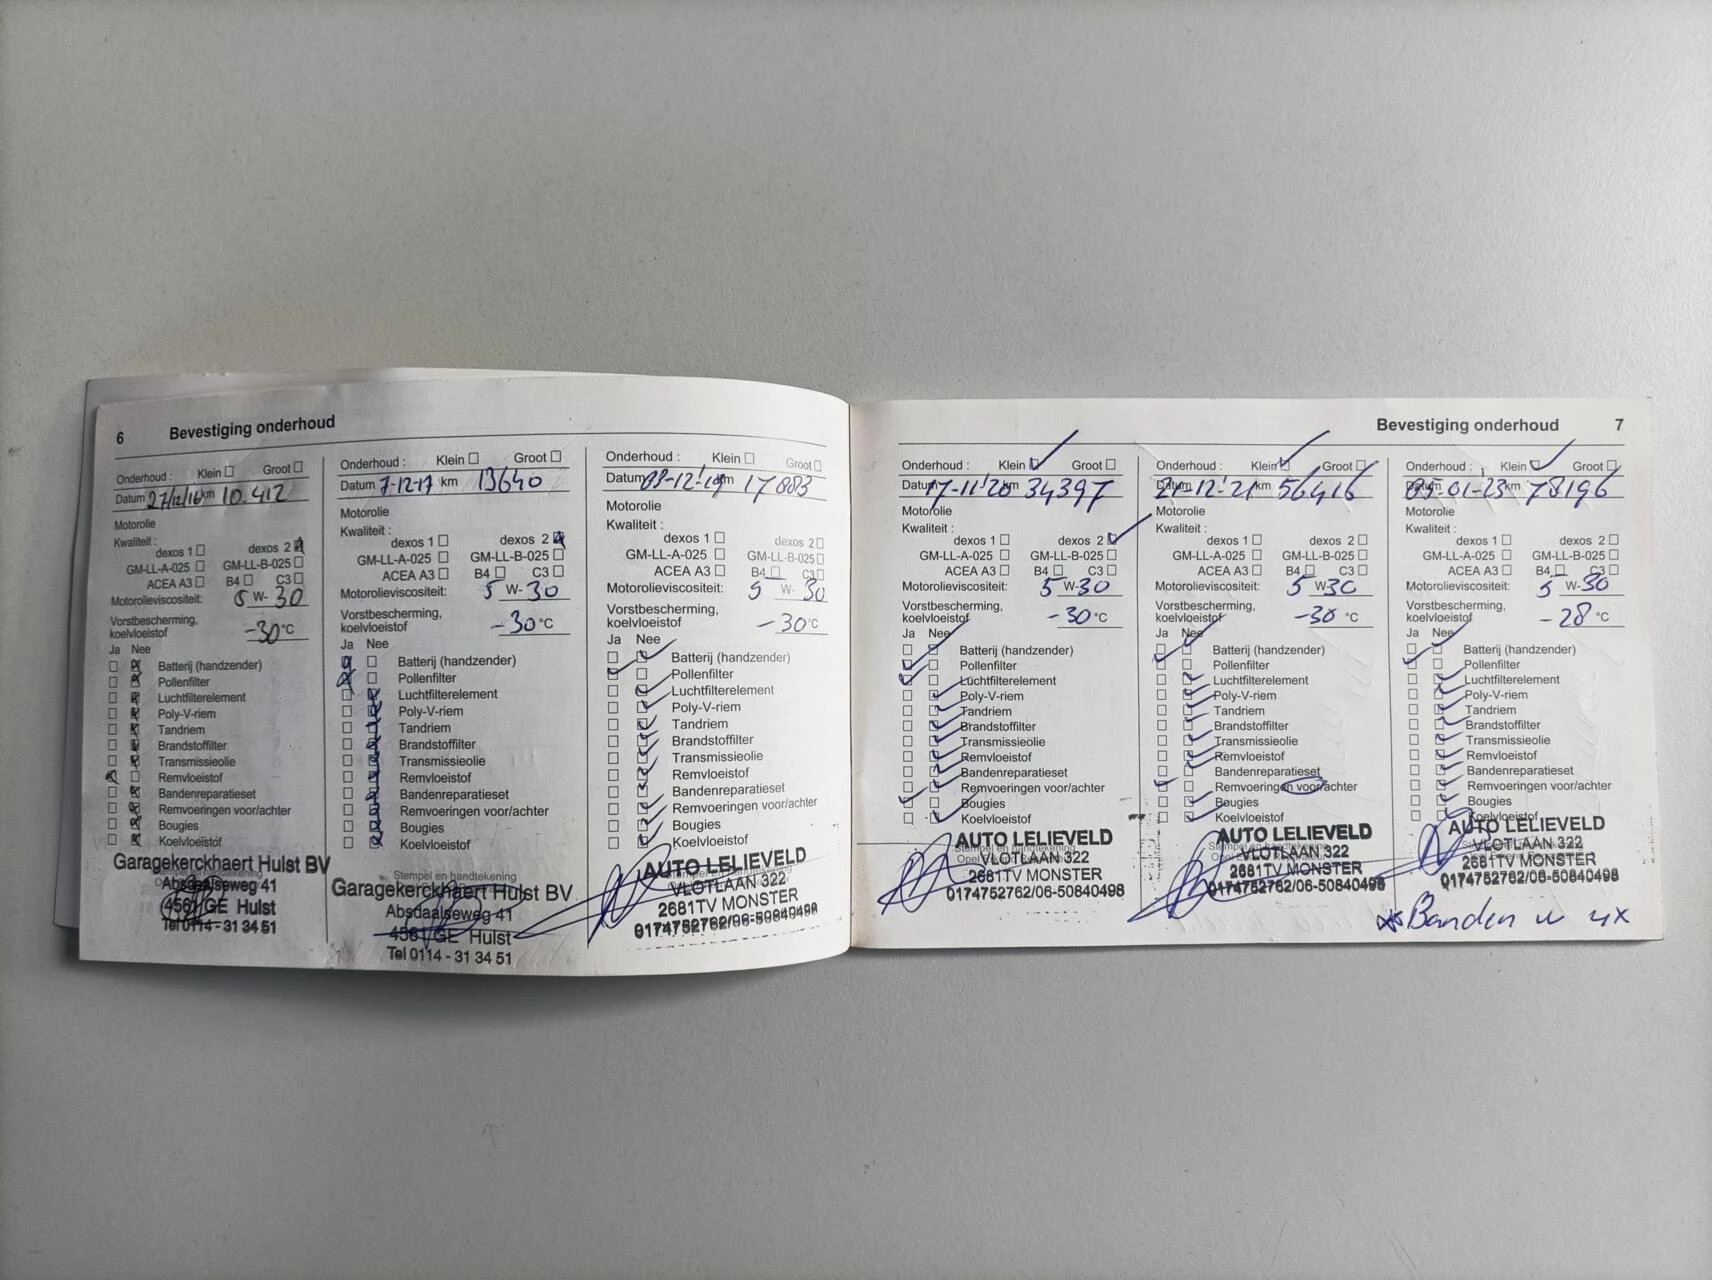 6 Bevestiging onderhoud
Onderhoud : Klein Groot
Datum 27/12/16 km 10.412
Motorolie
Kwaliteit :
dexos 1 dexos 2
GM-LL-A-025 GM-LL-B-025
ACEA A3 B4 C3
Motorolieviscositeit: 5 W- 30
Vorstbescherming,
koelvloeistof -30 °C
Ja Nee
Batterij (handzender)
Pollenfilter
Luchtfilterelement
Poly-V-riem
Tandriem
Brandstoffilter
Transmissieolie
Remvloeistof
Bandenreparatieset
Remvoeringen voor/achter
Bougies
Koelvloeistof
Garagekerckhaert Hulst BV
Absdaalseweg 41
4561 GE Hulst
Tel 0114 - 31 34 51
Onderhoud : Klein Groot
Datum 7-12-17 km 13640
Motorolie
Kwaliteit :
dexos 1 dexos 2
GM-LL-A-025 GM-LL-B-025
ACEA A3 B4 C3
Motorolieviscositeit: 5 W- 30
Vorstbescherming,
koelvloeistof -30 °C
Ja Nee
Batterij (handzender)
Pollenfilter
Luchtfilterelement
Poly-V-riem
Tandriem
Brandstoffilter
Transmissieolie
Remvloeistof
Bandenreparatieset
Remvoeringen voor/achter
Bougies
Koelvloeistof
Stempel en handtekening
Garagekerckhaert Hulst BV
Absdaalseweg 41
4561 GE Hulst
Tel 0114 - 31 34 51
Onderhoud : Klein Groot
Datum 03-12-'19 km 17883
Motorolie
Kwaliteit :
dexos 1 dexos 2
GM-LL-A-025 GM-LL-B-025
ACEA A3 B4 C3
Motorolieviscositeit: 5 W- 30
Vorstbescherming,
koelvloeistof -30 °C
Ja Nee
Batterij (handzender)
Pollenfilter
Luchtfilterelement
Poly-V-riem
Tandriem
Brandstoffilter
Transmissieolie
Remvloeistof
Bandenreparatieset
Remvoeringen voor/achter
Bougies
Koelvloeistof
AUTO LELIEVELD
VLOTLAAN 322
2681TV MONSTER
0174752762/06-50840498
Bevestiging onderhoud 7
Onderhoud : Klein Groot
Datum 17-11-'20 km 34397
Motorolie
Kwaliteit :
dexos 1 dexos 2
GM-LL-A-025 GM-LL-B-025
ACEA A3 B4 C3
Motorolieviscositeit: 5 W- 30
Vorstbescherming,
koelvloeistof -30 °C
Ja Nee
Batterij (handzender)
Pollenfilter
Luchtfilterelement
Poly-V-riem
Tandriem
Brandstoffilter
Transmissieolie
Remvloeistof
Bandenreparatieset
Remvoeringen voor/achter
Bougies
Koelvloeistof
AUTO LELIEVELD
Stempel en handtekening
VLOTLAAN 322
2681TV MONSTER
0174752762/06-50840498
Onderhoud : Klein Groot
Datum 21-12-'21 km 56416
Motorolie
Kwaliteit :
dexos 1 dexos 2
GM-LL-A-025 GM-LL-B-025
ACEA A3 B4 C3
Motorolieviscositeit: 5 W 30
Vorstbescherming,
koelvloeistof -30 °C
Ja Nee
Batterij (handzender)
Pollenfilter
Luchtfilterelement
Poly-V-riem
Tandriem
Brandstoffilter
Transmissieolie
Remvloeistof
Bandenreparatieset
Remvoeringen voor/achter
Bougies
Koelvloeistof
AUTO LELIEVELD
VLOTLAAN 322
2681TV MONSTER
0174752762/06-50840498
Onderhoud : Klein Groot
Datum 05-01-23 km 78196
Motorolie
Kwaliteit :
dexos 1 dexos 2
GM-LL-A-025 GM-LL-B-025
ACEA A3 B4 C3
Motorolieviscositeit: 5 W- 30
Vorstbescherming,
koelvloeistof -28 °C
Ja Nee
Batterij (handzender)
Pollenfilter
Luchtfilterelement
Poly-V-riem
Tandriem
Brandstoffilter
Transmissieolie
Remvloeistof
Bandenreparatieset
Remvoeringen voor/achter
Bougies
Koelvloeistof
AUTO LELIEVELD
VLOTLAAN 322
2681TV MONSTER
0174752762/06-50840498
Banden 4x